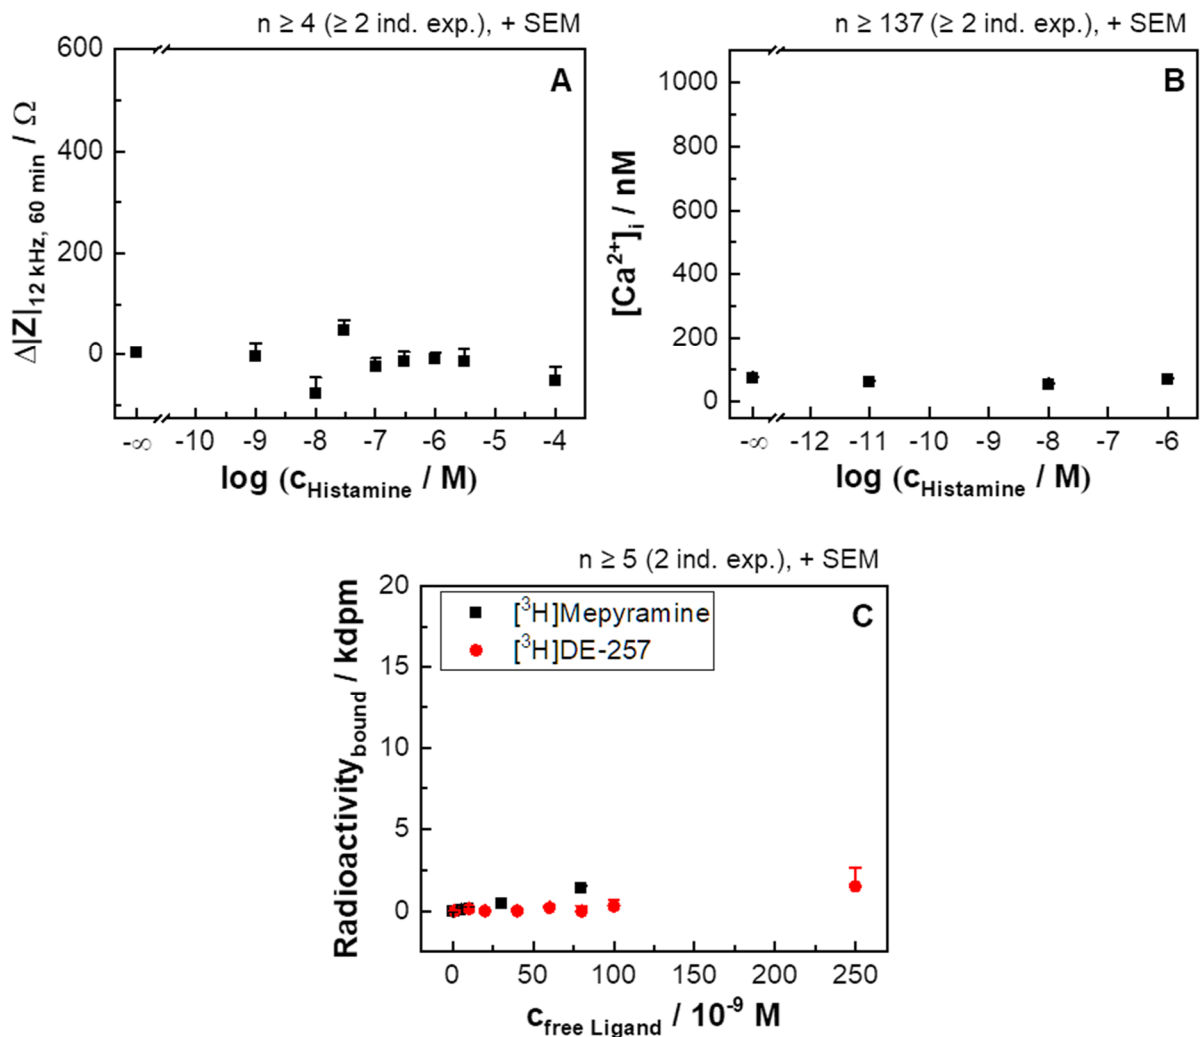 n ≥ 4 (≥ 2 ind. exp.), + SEM
A
600
400
200
0
Δ|Z|12 kHz, 60 min / Ω
-∞ -10 -9 -8 -7 -6 -5 -4
log (cHistamine / M)
n ≥ 137 (≥ 2 ind. exp.), + SEM
B
1000
800
600
400
200
0
[Ca2+]i / nM
-∞ -12 -11 -10 -9 -8 -7 -6
log (cHistamine / M)
n ≥ 5 (2 ind. exp.), + SEM
C
[3H]Mepyramine
[3H]DE-257
20
15
10
5
0
Radioactivitybound / kdpm
0 50 100 150 200 250
cfree Ligand / 10-9 M